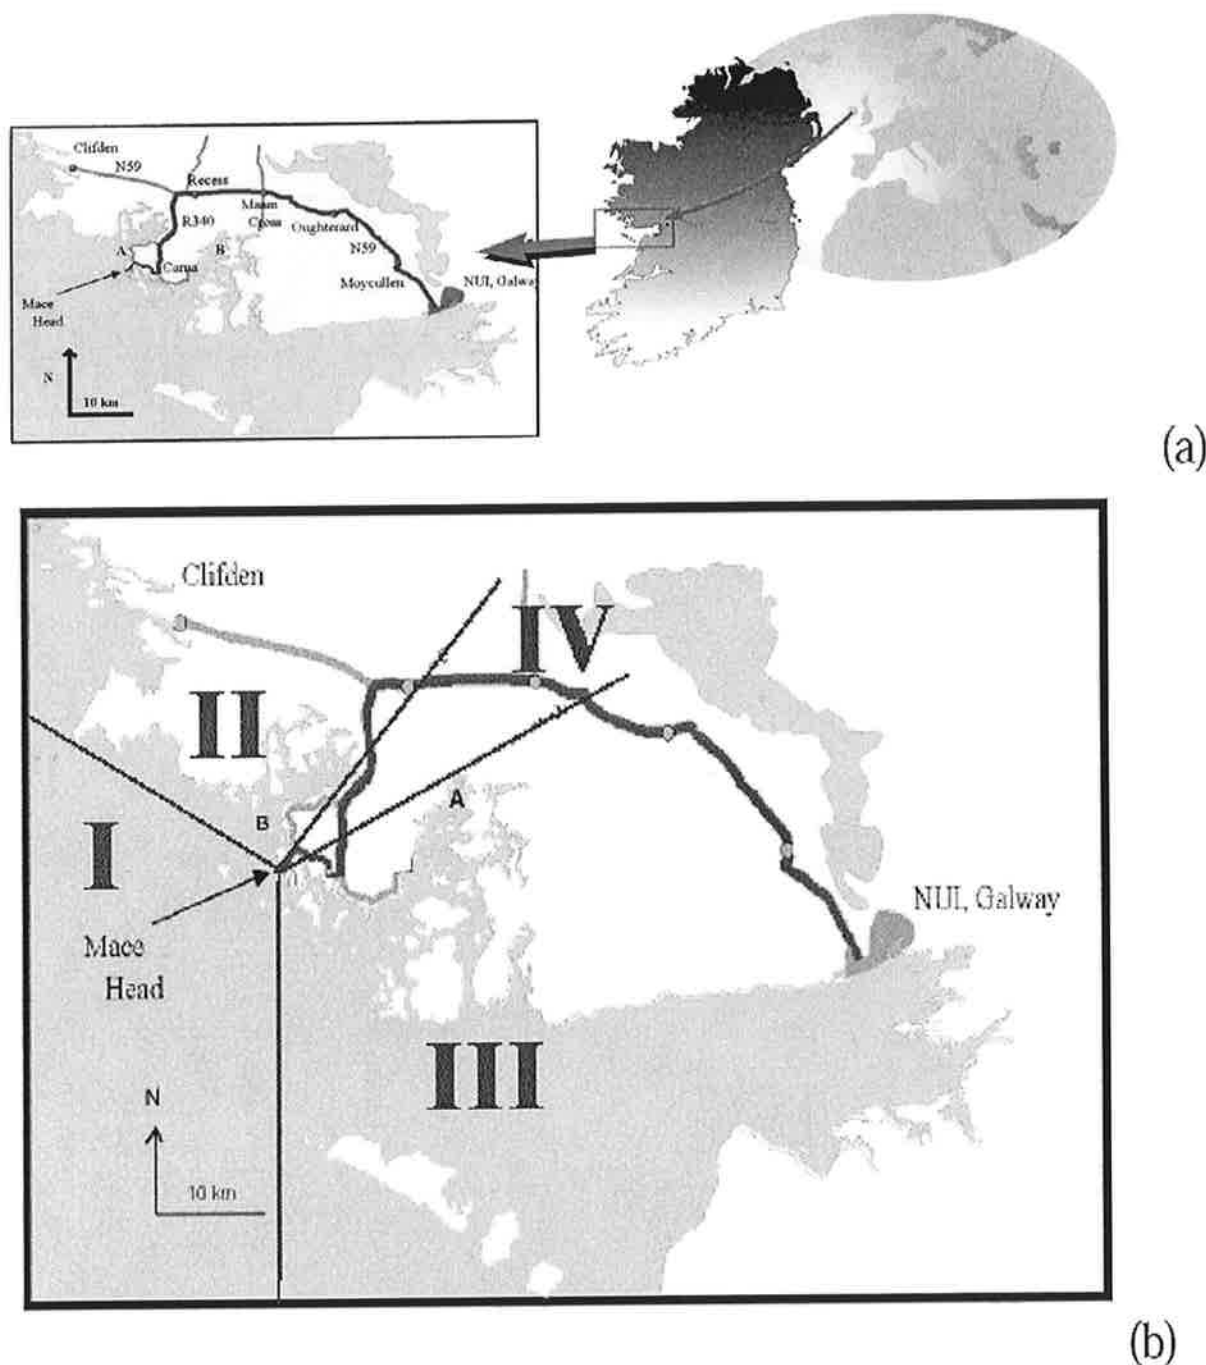 Clifden
N59
Recess
Maam
Cross
R340
Oughterard
A
B
N59
Carna
Moycullen
NUI, Galway
Mace
Head
N
10 km
(a)
Clifden
IV
II
A
B
I
NUI, Galway
Mace
Head
III
N
10 km
(b)